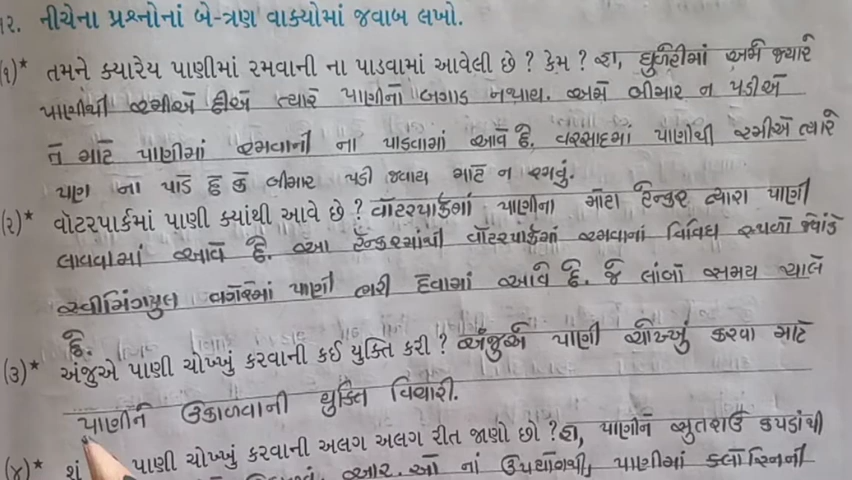 ૧૨. નીચેના પ્રશ્નોનાં બે-ત્રણ વાક્યોમાં જવાબ લખો.
(૧)* તમને ક્યારેય પાણીમાં રમવાની ના પાડવામાં આવેલી છે ? કેમ ? હા, ધુળેટીમાં અમે જ્યારે
પાણીથી રમીએ છીએ ત્યારે પાણીનો બગાડ ન થાય. અમે બીમાર ન પડીએ
તે માટે પાણીમાં રમવાની ના પાડવામાં આવે છે. વરસાદમાં પાણીથી રમીએ ત્યારે
પણ ના પાડે છે કે બીમાર પડી જવાય માટે ન રમવું.
(૨)* વૉટરપાર્કમાં પાણી ક્યાંથી આવે છે ? વૉટરપાર્કમાં પાણીના મોટા ટેન્કર દ્વારા પાણી
લાવવામાં આવે છે. આ ટેન્કરમાંથી વૉટરપાર્કમાં રમવાનાં વિવિધ સ્થળો જેવાંકે
સ્વીમિંગપુલ વગેરેમાં પાણી ભરી દેવામાં આવે છે. જે લાંબો સમય ચાલે
છે.
(૩)* અંજુએ પાણી ચોખ્ખું કરવાની કઈ યુક્તિ કરી ? અંજુએ પાણી ચોખ્ખું કરવા માટે
પાણીને ઉકાળવાની યુક્તિ વિચારી.
(૪)* શું પાણી ચોખ્ખું કરવાની અલગ અલગ રીત જાણો છો ? હા, પાણીને સુતરાઉ કપડાંથી
આર.ઓ નાં ઉપયોગથી, પાણીમાં ક્લોરિનની